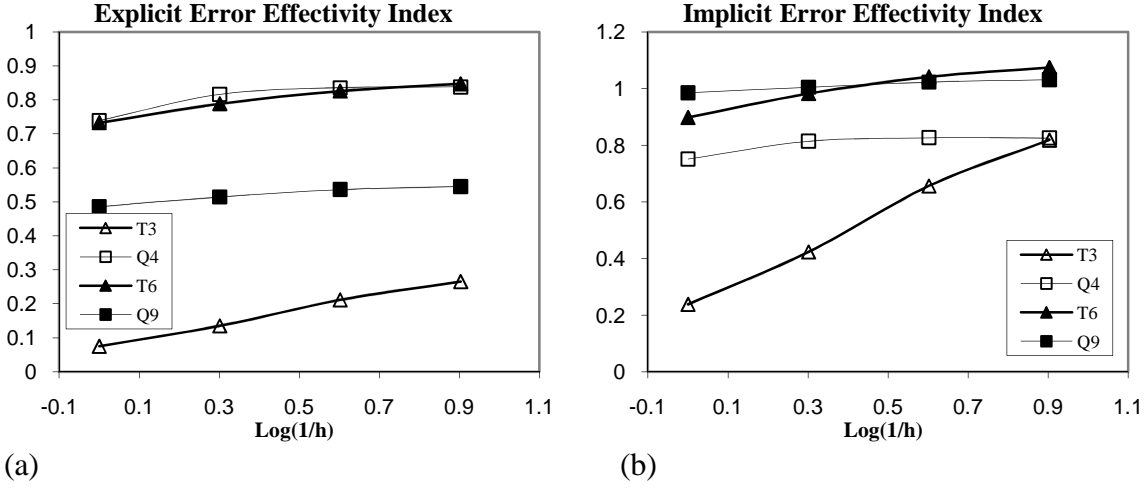 Explicit Error Effectivity Index
1
0.9
0.8
0.7
0.6
0.5
0.4
0.3
0.2
0.1
0
T3
Q4
T6
Q9
-0.1 0.1 0.3 0.5 0.7 0.9 1.1
Log(1/h)
(a)
Implicit Error Effectivity Index
1.2
1
0.8
0.6
0.4
0.2
0
T3
Q4
T6
Q9
-0.1 0.1 0.3 0.5 0.7 0.9 1.1
Log(1/h)
(b)